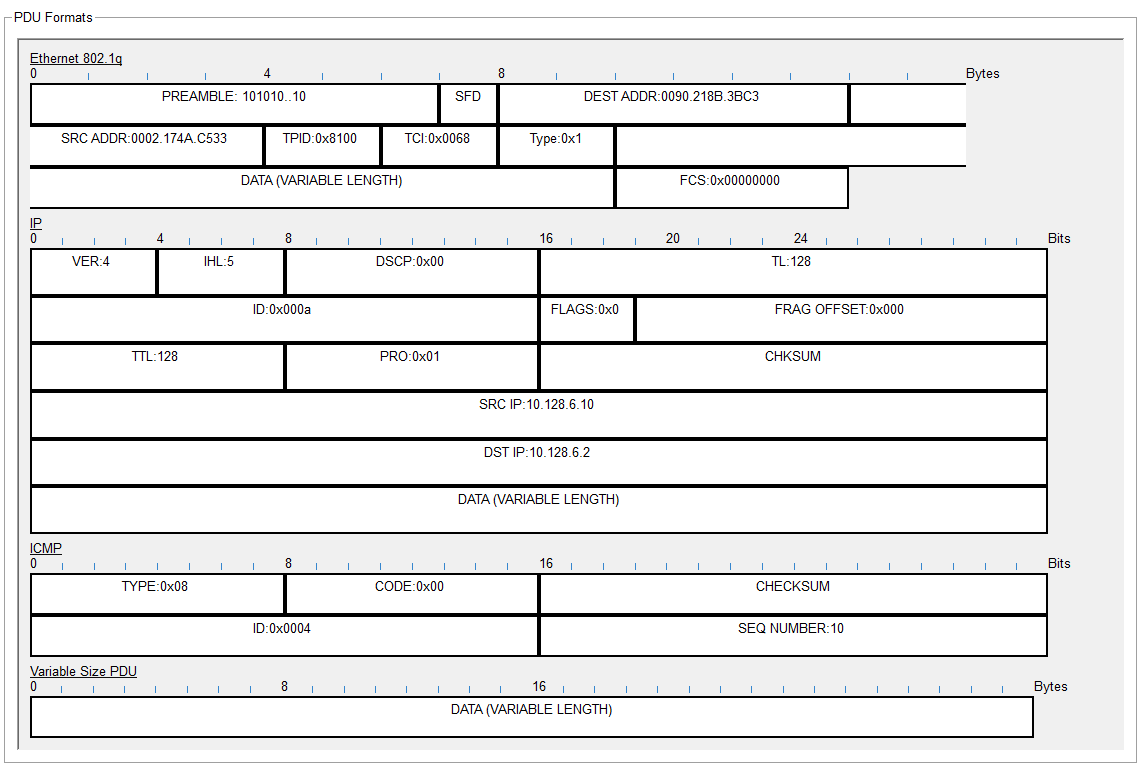 PDU Formats
Ethernet 802.1q
0 4 8 Bytes
PREAMBLE: 101010..10 SFD DEST ADDR:0090.218B.3BC3
SRC ADDR:0002.174A.C533 TPID:0x8100 TCI:0x0068 Type:0x1
DATA (VARIABLE LENGTH) FCS:0x00000000
IP
0 4 8 16 20 24 Bits
VER:4 IHL:5 DSCP:0x00 TL:128
ID:0x000a FLAGS:0x0 FRAG OFFSET:0x000
TTL:128 PRO:0x01 CHKSUM
SRC IP:10.128.6.10
DST IP:10.128.6.2
DATA (VARIABLE LENGTH)
ICMP
0 8 16 Bits
TYPE:0x08 CODE:0x00 CHECKSUM
ID:0x0004 SEQ NUMBER:10
Variable Size PDU
0 8 16 Bytes
DATA (VARIABLE LENGTH)